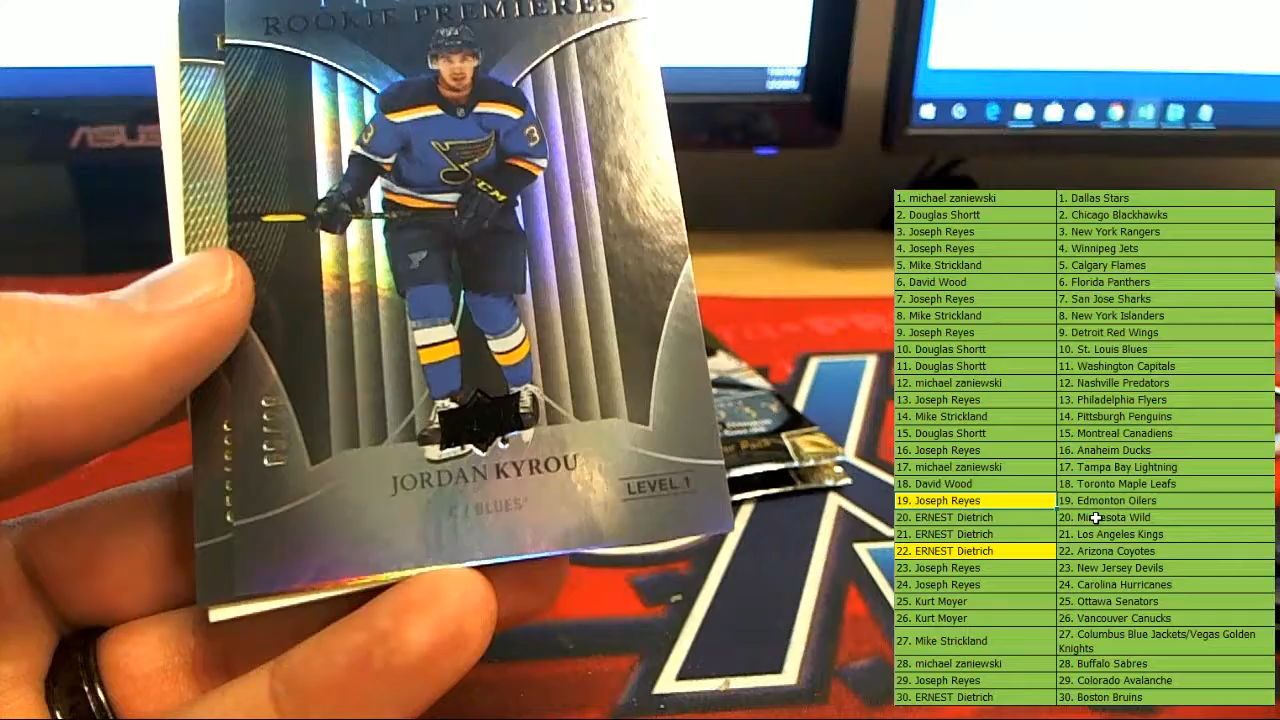 ROOKIE PREMIERES
ASUS
3
CCM
JORDAN KYROU
C / BLUES
LEVEL 1
1. michael zaniewski 1. Dallas Stars
2. Douglas Shortt 2. Chicago Blackhawks
3. Joseph Reyes 3. New York Rangers
4. Joseph Reyes 4. Winnipeg Jets
5. Mike Strickland 5. Calgary Flames
6. David Wood 6. Florida Panthers
7. Joseph Reyes 7. San Jose Sharks
8. Mike Strickland 8. New York Islanders
9. Joseph Reyes 9. Detroit Red Wings
10. Douglas Shortt 10. St. Louis Blues
11. Douglas Shortt 11. Washington Capitals
12. michael zaniewski 12. Nashville Predators
13. Joseph Reyes 13. Philadelphia Flyers
14. Mike Strickland 14. Pittsburgh Penguins
15. Douglas Shortt 15. Montreal Canadiens
16. Joseph Reyes 16. Anaheim Ducks
17. michael zaniewski 17. Tampa Bay Lightning
18. David Wood 18. Toronto Maple Leafs
19. Joseph Reyes 19. Edmonton Oilers
20. ERNEST Dietrich 20. Minnesota Wild
21. ERNEST Dietrich 21. Los Angeles Kings
22. ERNEST Dietrich 22. Arizona Coyotes
23. Joseph Reyes 23. New Jersey Devils
24. Joseph Reyes 24. Carolina Hurricanes
25. Kurt Moyer 25. Ottawa Senators
26. Kurt Moyer 26. Vancouver Canucks
27. Mike Strickland 27. Columbus Blue Jackets/Vegas Golden
Knights
28. michael zaniewski 28. Buffalo Sabres
29. Joseph Reyes 29. Colorado Avalanche
30. ERNEST Dietrich 30. Boston Bruins